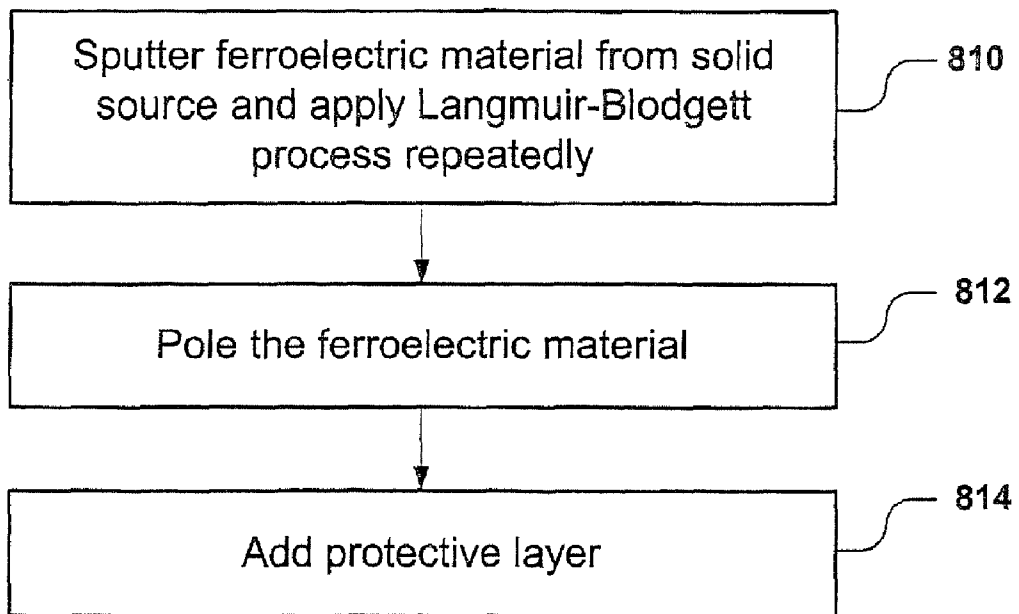 Sputter ferroelectric material from solid
source and apply Langmuir-Blodgett
process repeatedly
810
Pole the ferroelectric material
812
Add protective layer
814